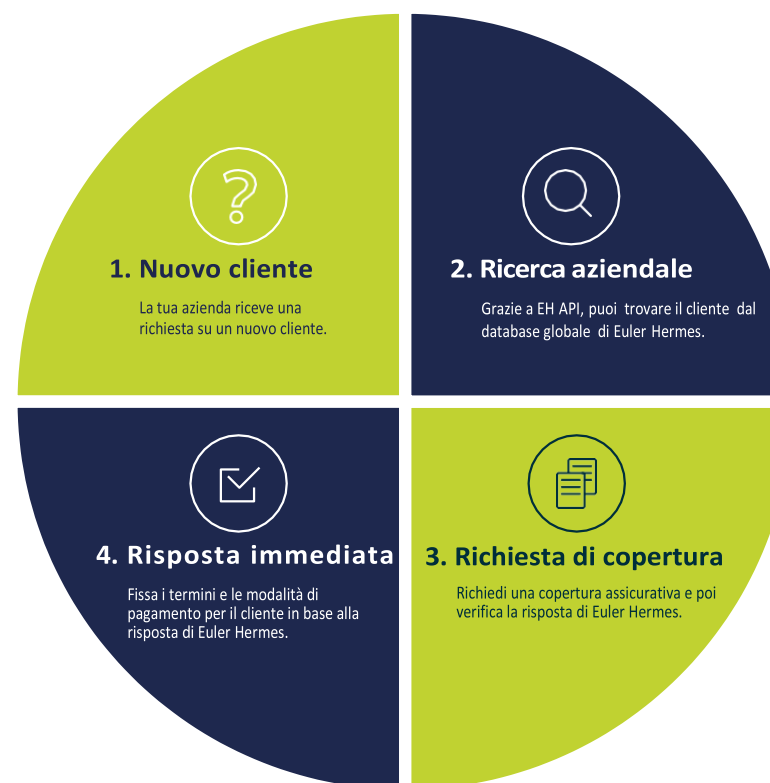 1. Nuovo cliente
La tua azienda riceve una
richiesta su un nuovo cliente.
2. Ricerca aziendale
Grazie a EH API, puoi trovare il cliente dal
database globale di Euler Hermes.
3. Richiesta di copertura
Richiedi una copertura assicurativa e poi
verifica la risposta di Euler Hermes.
4. Risposta immediata
Fissa i termini e le modalità di
pagamento per il cliente in base alla
risposta di Euler Hermes.